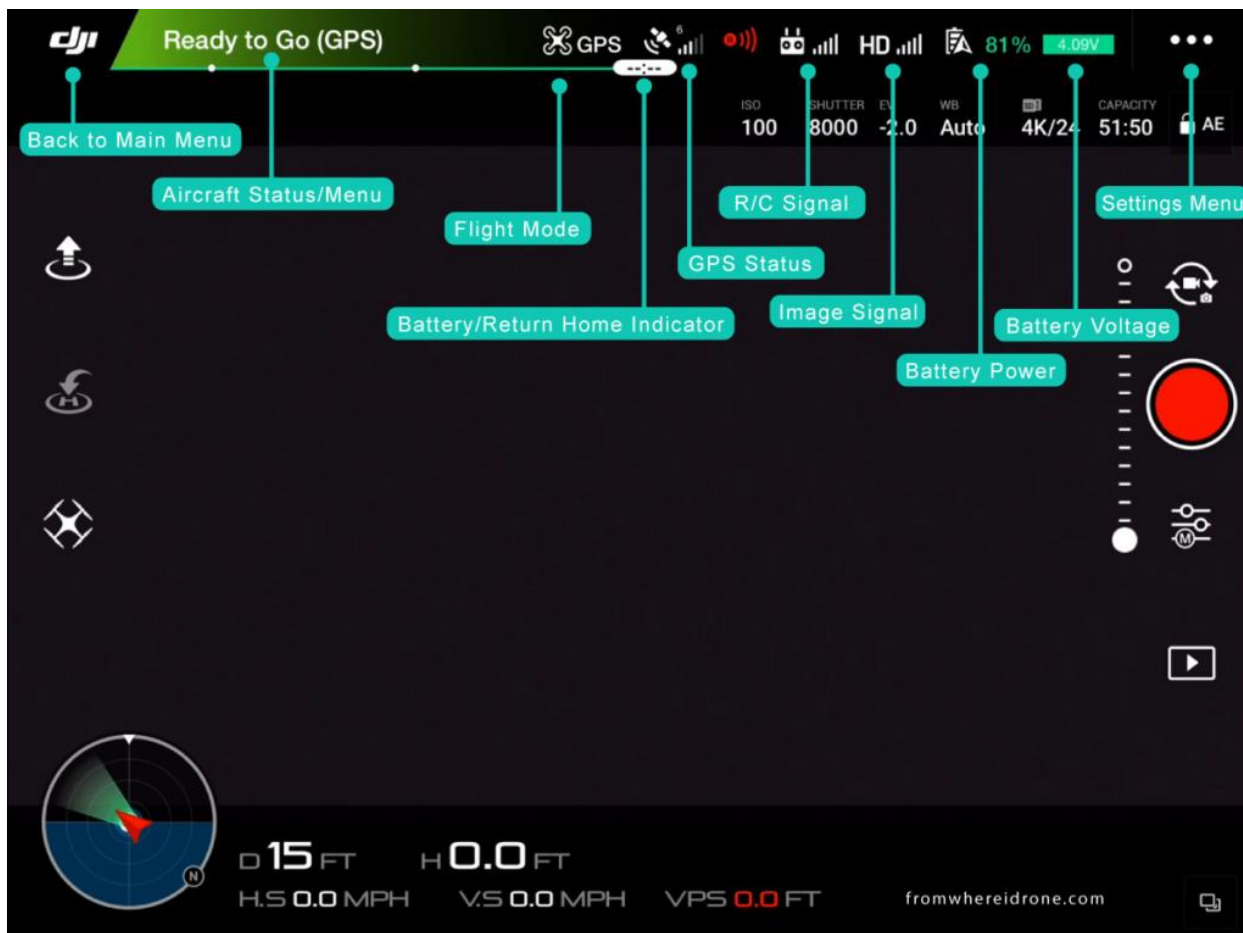 dji
Ready to Go (GPS)
GPS
6
HD
81%
4.09V
--:--
ISO
100
SHUTTER
8000
EV
-2.0
WB
Auto
4K/24
CAPACITY
51:50
AE
Back to Main Menu
Aircraft Status/Menu
Flight Mode
R/C Signal
Settings Menu
GPS Status
Battery/Return Home Indicator
Image Signal
Battery Voltage
Battery Power
H
M
N
D 15 FT H 0.0 FT
H.S 0.0 MPH V.S 0.0 MPH VPS 0.0 FT
fromwhereidrone.com